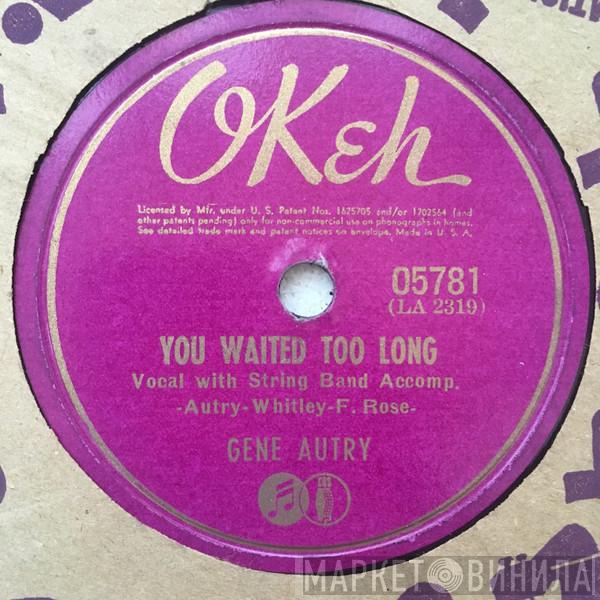 OKeh
Licensed by Mfr. under U. S. Patent Nos. 1625705 and/or 1702564 (and
other patents pending) only for non-commercial use on phonographs in homes.
See detailed trade mark and patent notices on envelope. Made in U. S. A.
05781
(LA 2319)
YOU WAITED TOO LONG
Vocal with String Band Accomp.
-Autry-Whitley-F. Rose-
GENE AUTRY
CBS
МАРКЕТ ВИНИЛА